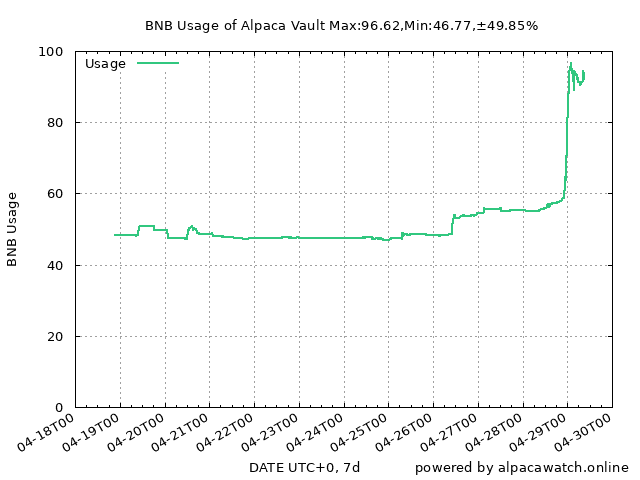 BNB Usage of Alpaca Vault Max:96.62,Min:46.77,±49.85%
Usage
BNB Usage
100
80
60
40
20
0
04-18T00
04-19T00
04-20T00
04-21T00
04-22T00
04-23T00
04-24T00
04-25T00
04-26T00
04-27T00
04-28T00
04-29T00
04-30T00
DATE UTC+0, 7d
powered by alpacawatch.online